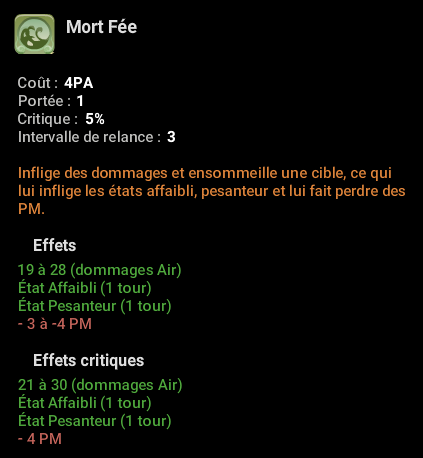 Mort Fée
Coût : 4PA
Portée : 1
Critique : 5%
Intervalle de relance : 3
Inflige des dommages et ensommeille une cible, ce qui
lui inflige les états affaibli, pesanteur et lui fait perdre des
PM.
Effets
19 à 28 (dommages Air)
État Affaibli (1 tour)
État Pesanteur (1 tour)
- 3 à -4 PM
Effets critiques
21 à 30 (dommages Air)
État Affaibli (1 tour)
État Pesanteur (1 tour)
- 4 PM